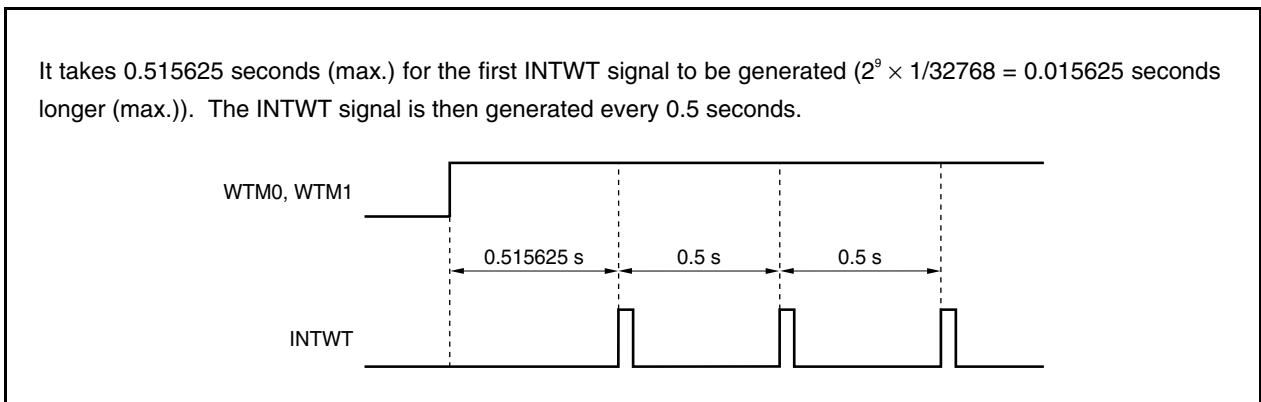 It takes 0.515625 seconds (max.) for the first INTWT signal to be generated (2⁹ × 1/32768 = 0.015625 seconds
longer (max.)).  The INTWT signal is then generated every 0.5 seconds.
WTM0, WTM1
0.515625 s
0.5 s
0.5 s
INTWT